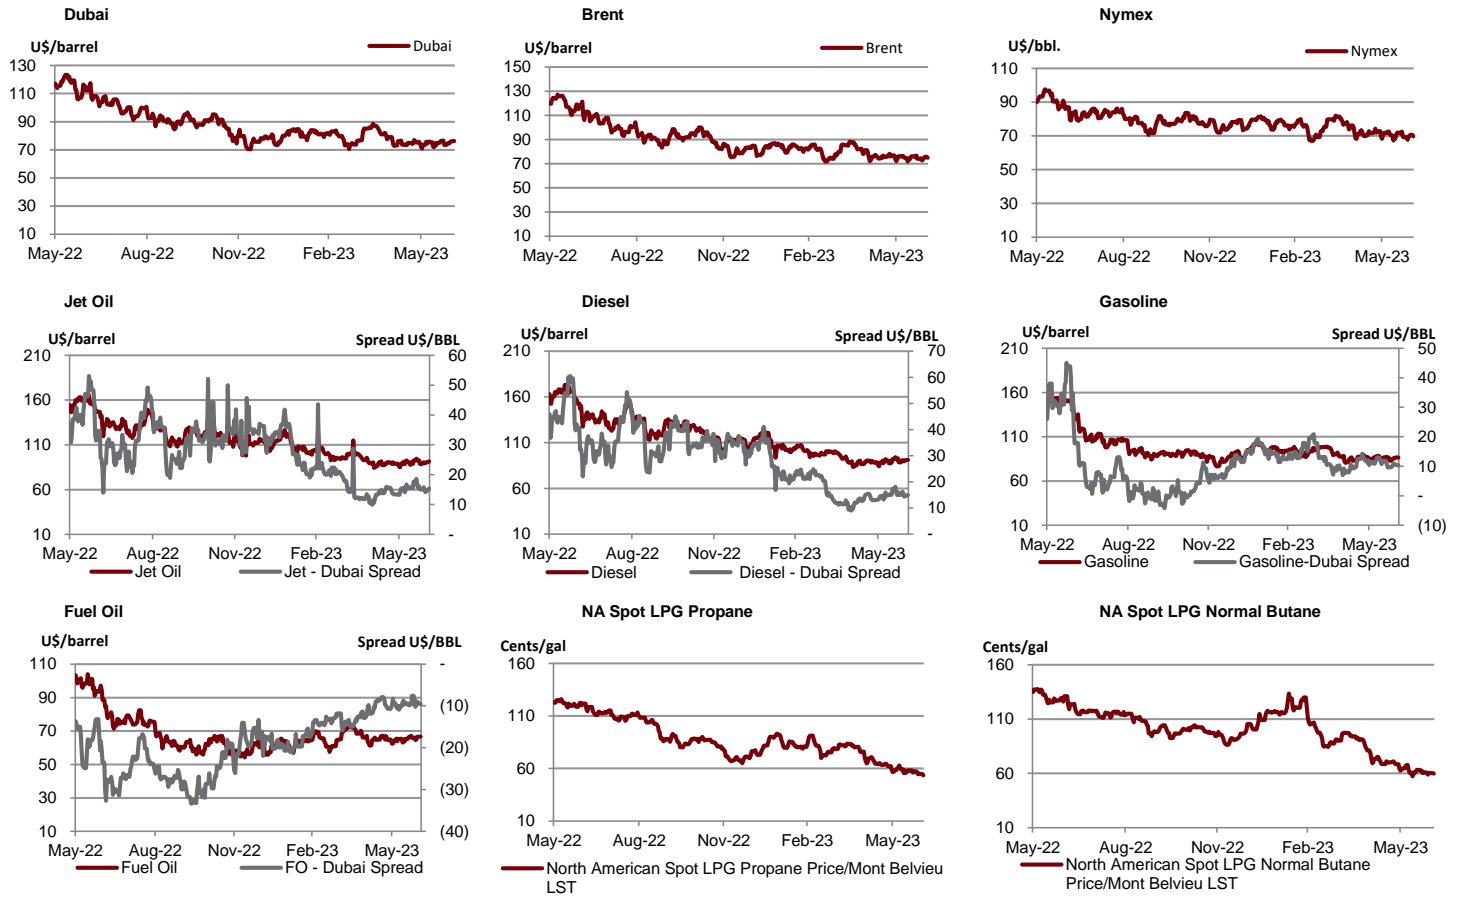 Dubai
U$/barrel
Dubai
130
110
90
70
50
30
10
May-22
Aug-22
Nov-22
Feb-23
May-23
Brent
U$/barrel
Brent
150
130
110
90
70
50
30
10
May-22
Aug-22
Nov-22
Feb-23
May-23
Nymex
U$/bbl.
Nymex
110
90
70
50
30
10
May-22
Aug-22
Nov-22
Feb-23
May-23
Jet Oil
U$/barrel
Spread U$/BBL
210
160
110
60
10
60
50
40
30
20
10
-
May-22
Aug-22
Nov-22
Feb-23
May-23
Jet Oil
Jet - Dubai Spread
Diesel
U$/barrel
Spread U$/BBL
210
160
110
60
10
70
60
50
40
30
20
10
-
May-22
Aug-22
Nov-22
Feb-23
May-23
Diesel
Diesel - Dubai Spread
Gasoline
U$/barrel
Spread U$/BBL
210
160
110
60
10
50
40
30
20
10
-
(10)
May-22
Aug-22
Nov-22
Feb-23
May-23
Gasoline
Gasoline-Dubai Spread
Fuel Oil
U$/barrel
Spread U$/BBL
110
90
70
50
30
10
-
(10)
(20)
(30)
(40)
May-22
Aug-22
Nov-22
Feb-23
May-23
Fuel Oil
FO - Dubai Spread
NA Spot LPG Propane
Cents/gal
160
110
60
10
May-22
Aug-22
Nov-22
Feb-23
May-23
North American Spot LPG Propane Price/Mont Belvieu
LST
NA Spot LPG Normal Butane
Cents/gal
160
110
60
10
May-22
Aug-22
Nov-22
Feb-23
May-23
North American Spot LPG Normal Butane
Price/Mont Belvieu LST